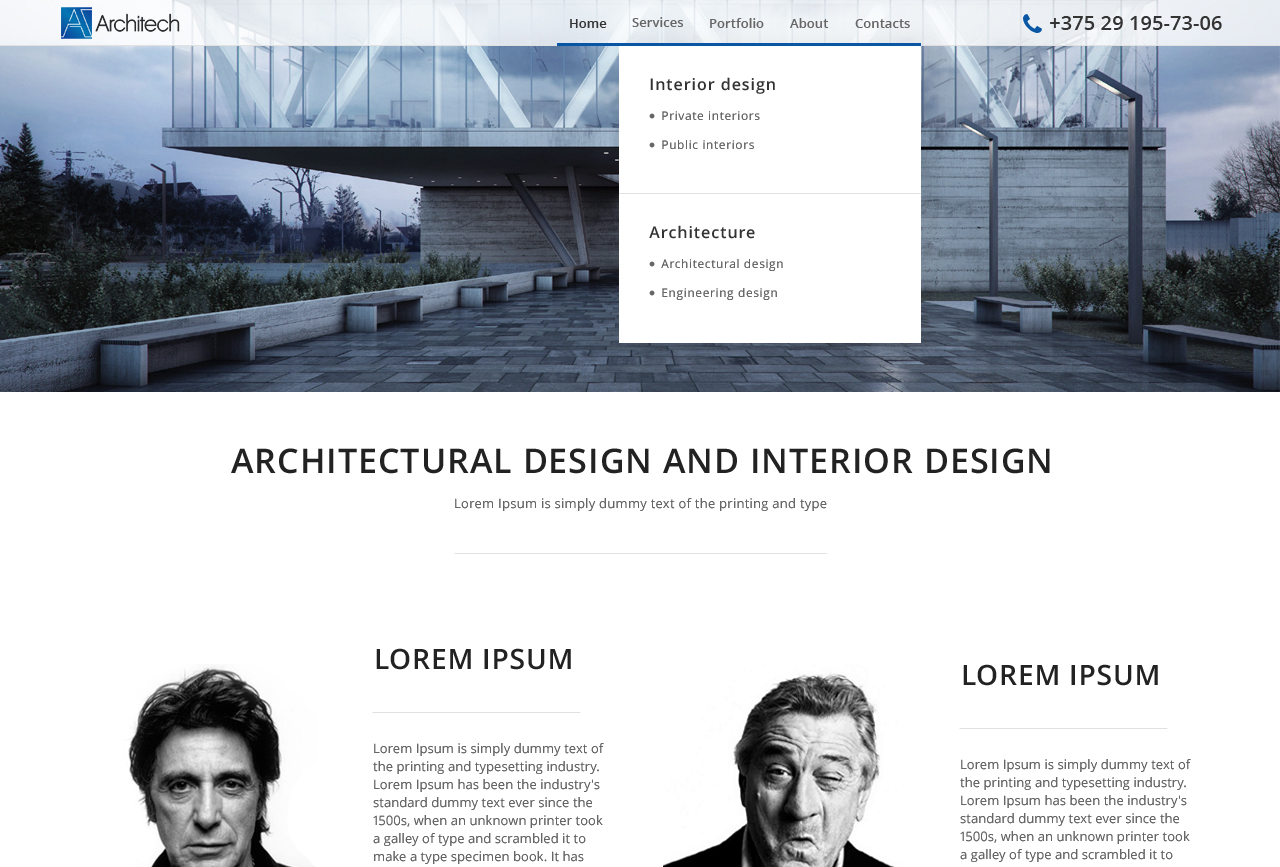 Architech
Home Services Portfolio About Contacts
+375 29 195-73-06
Interior design
Private interiors
Public interiors
Architecture
Architectural design
Engineering design
ARCHITECTURAL DESIGN AND INTERIOR DESIGN
Lorem Ipsum is simply dummy text of the printing and type
LOREM IPSUM
Lorem Ipsum is simply dummy text of
the printing and typesetting industry.
Lorem Ipsum has been the industry's
standard dummy text ever since the
1500s, when an unknown printer took
a galley of type and scrambled it to
make a type specimen book. It has
LOREM IPSUM
Lorem Ipsum is simply dummy text of
the printing and typesetting industry.
Lorem Ipsum has been the industry's
standard dummy text ever since the
1500s, when an unknown printer took
a galley of type and scrambled it to